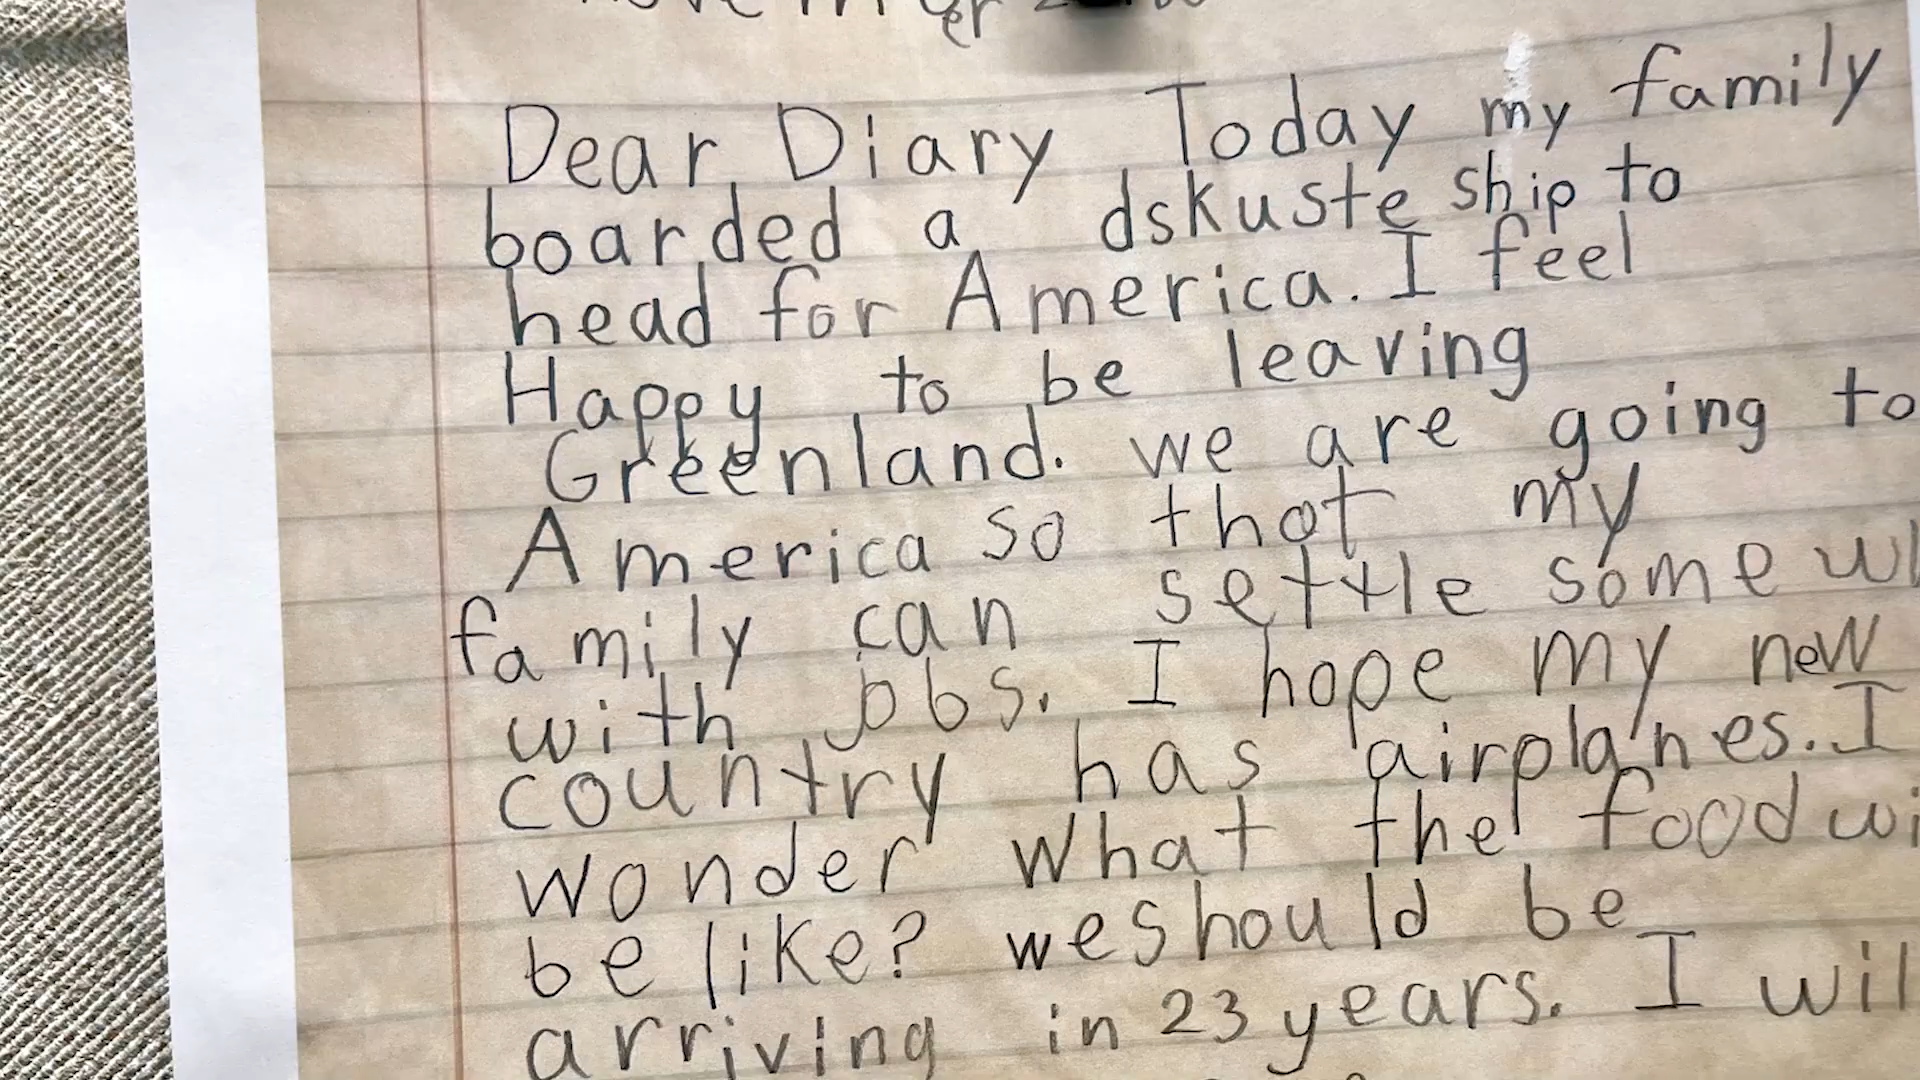 Dear Diary Today my family
boarded a dskuste ship to
head for America. I feel
Happy to be leaving
Greenland. we are going to
America so that my
family can settle some
with jobs. I hope my new
country has airplanes. I
wonder what the food
be like? we should be
arriving in 23 years. I